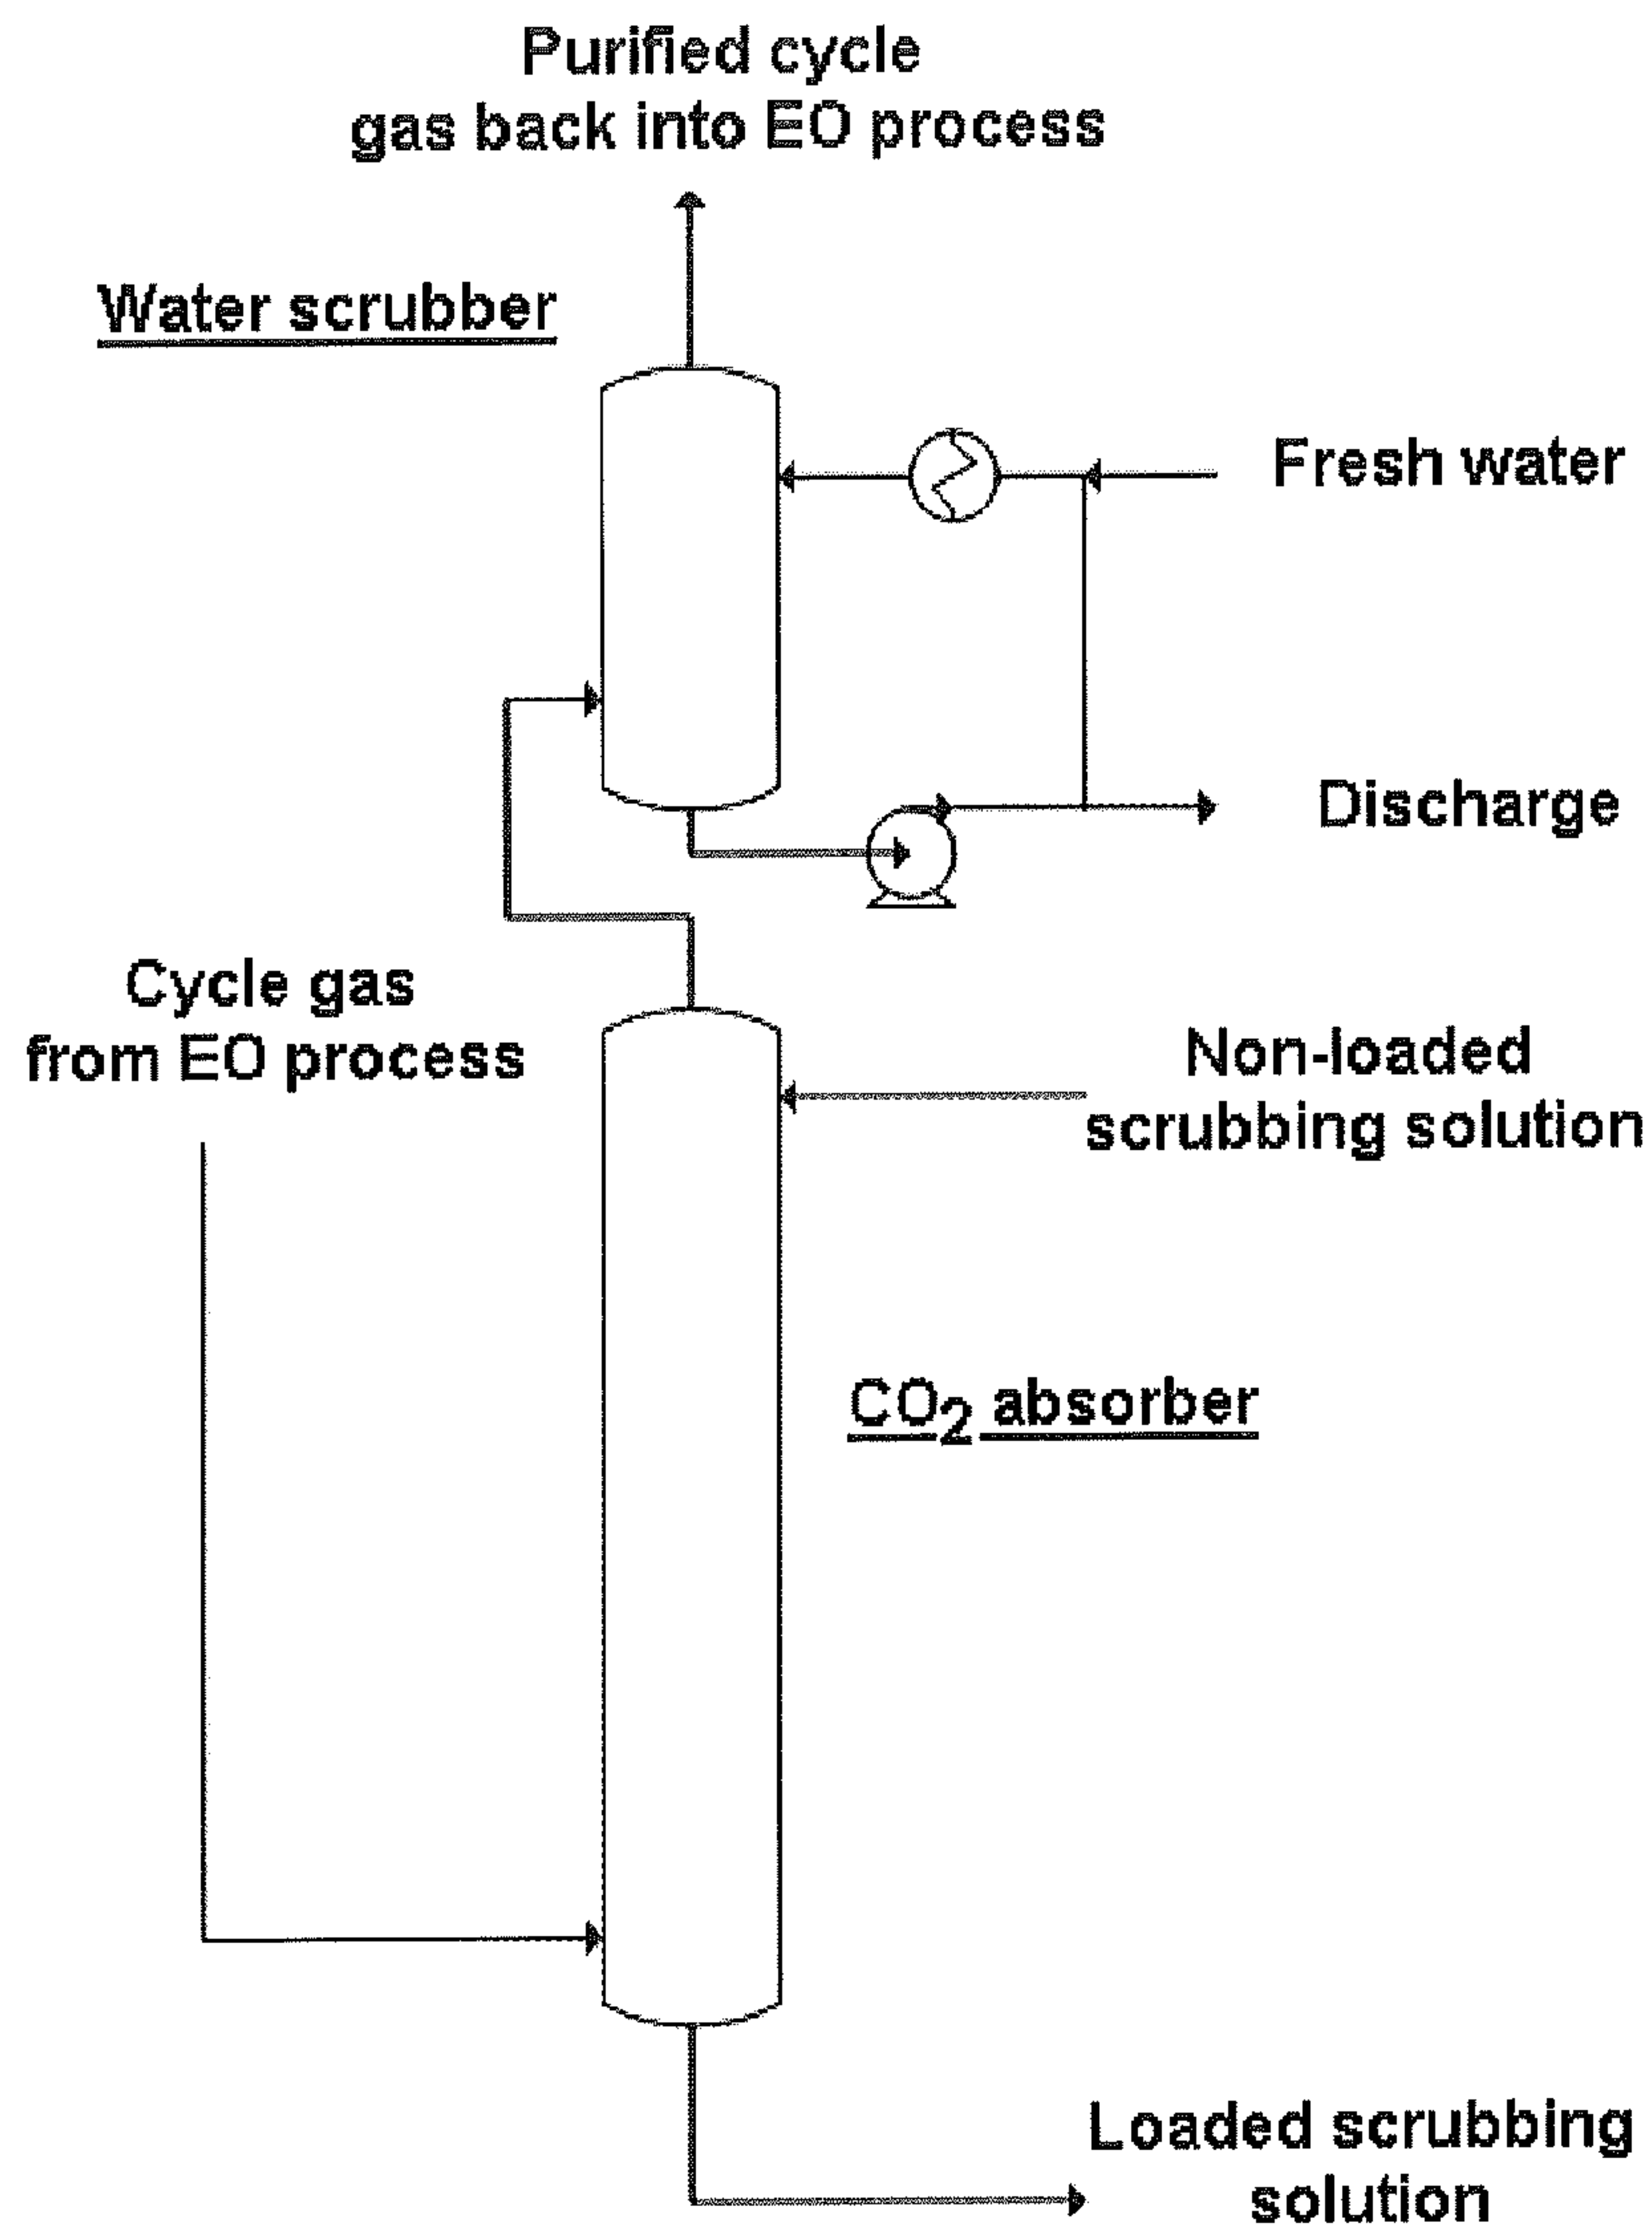 Purified cycle
gas back into EO process
Water scrubber
Fresh water
Discharge
Cycle gas
from EO process
Non-loaded
scrubbing solution
CO2 absorber
Loaded scrubbing
solution